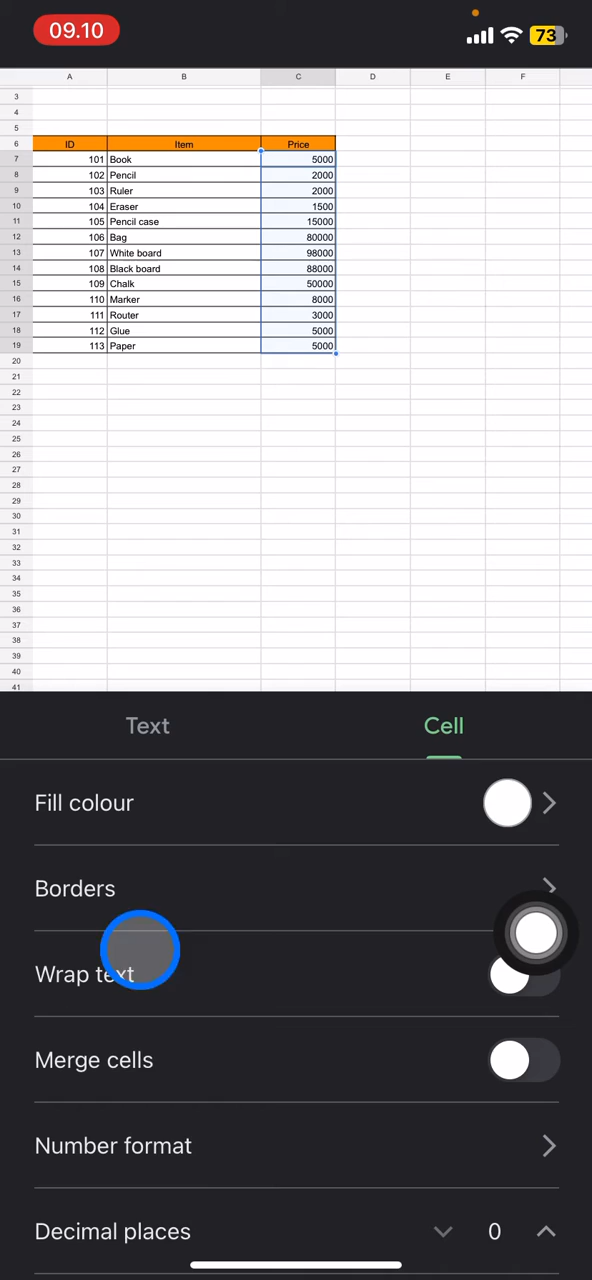 09.10
73
A B C D E F
3
4
5
6 ID Item Price
7 101 Book 5000
8 102 Pencil 2000
9 103 Ruler 2000
10 104 Eraser 1500
11 105 Pencil case 15000
12 106 Bag 80000
13 107 White board 98000
14 108 Black board 88000
15 109 Chalk 50000
16 110 Marker 8000
17 111 Router 3000
18 112 Glue 5000
19 113 Paper 5000
20
21
22
23
24
25
26
27
28
29
30
31
32
33
34
35
36
37
38
39
40
41
Text Cell
Fill colour
Borders
Wrap text
Merge cells
Number format
Decimal places 0